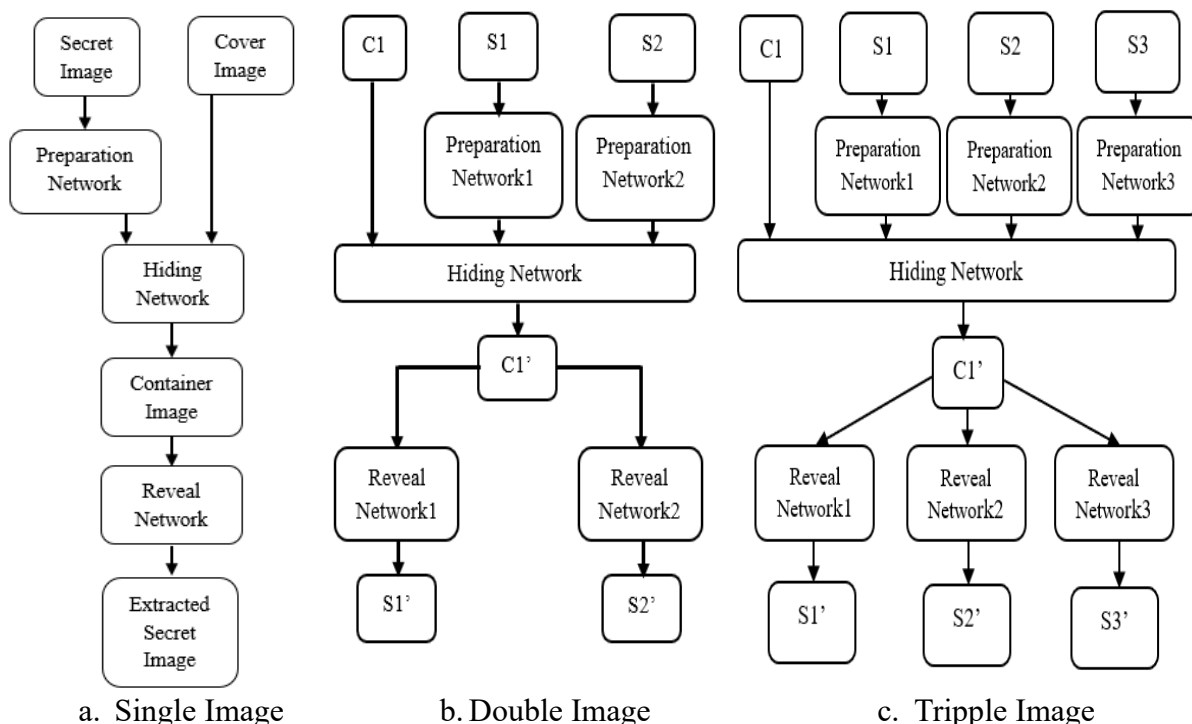 Secret
Image
Cover
Image
Preparation
Network
Hiding
Network
Container
Image
Reveal
Network
Extracted
Secret
Image
a. Single Image
C1
S1
S2
Preparation
Network1
Preparation
Network2
Hiding Network
C1’
Reveal
Network1
Reveal
Network2
S1’
S2’
b. Double Image
C1
S1
S2
S3
Preparation
Network1
Preparation
Network2
Preparation
Network3
Hiding Network
C1’
Reveal
Network1
Reveal
Network2
Reveal
Network3
S1’
S2’
S3’
c. Tripple Image